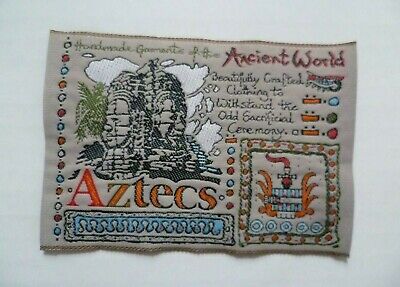 Handmade Garments of the
Ancient World
Beautifully Crafted
Clothing to
Withstand the
Odd Sacrificial
Ceremony.
Aztecs